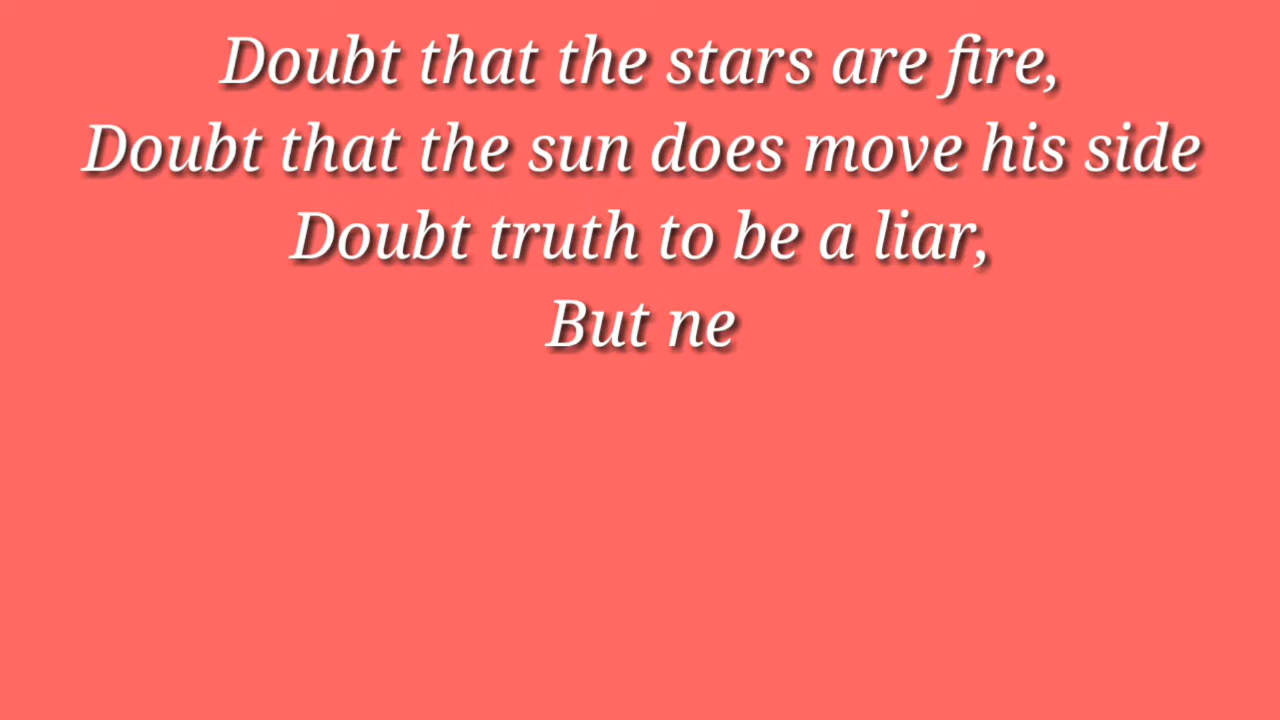 Doubt that the stars are fire,
Doubt that the sun does move his side
Doubt truth to be a liar,
But ne